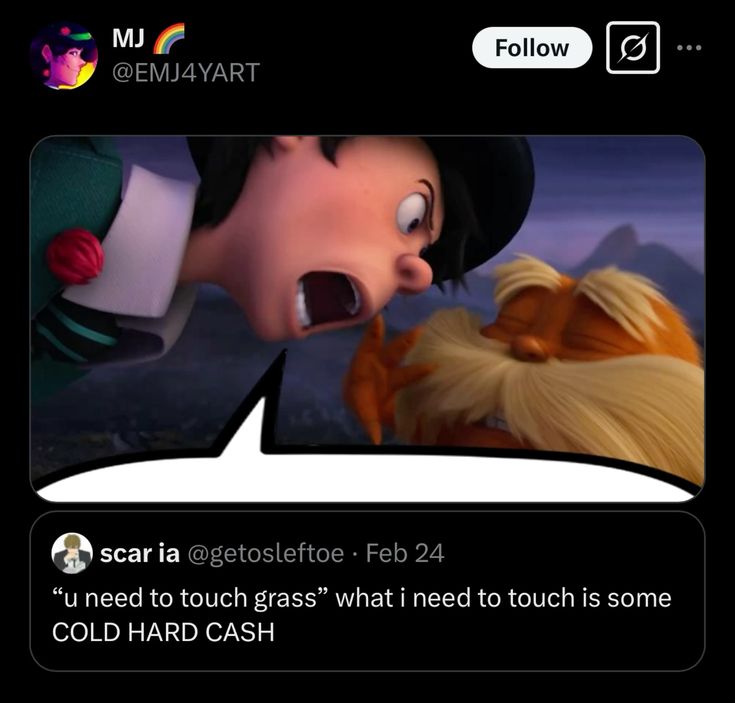 MJ 🌈
@EMJ4YART
Follow
scar ia @getosleftoe · Feb 24
“u need to touch grass” what i need to touch is some
COLD HARD CASH